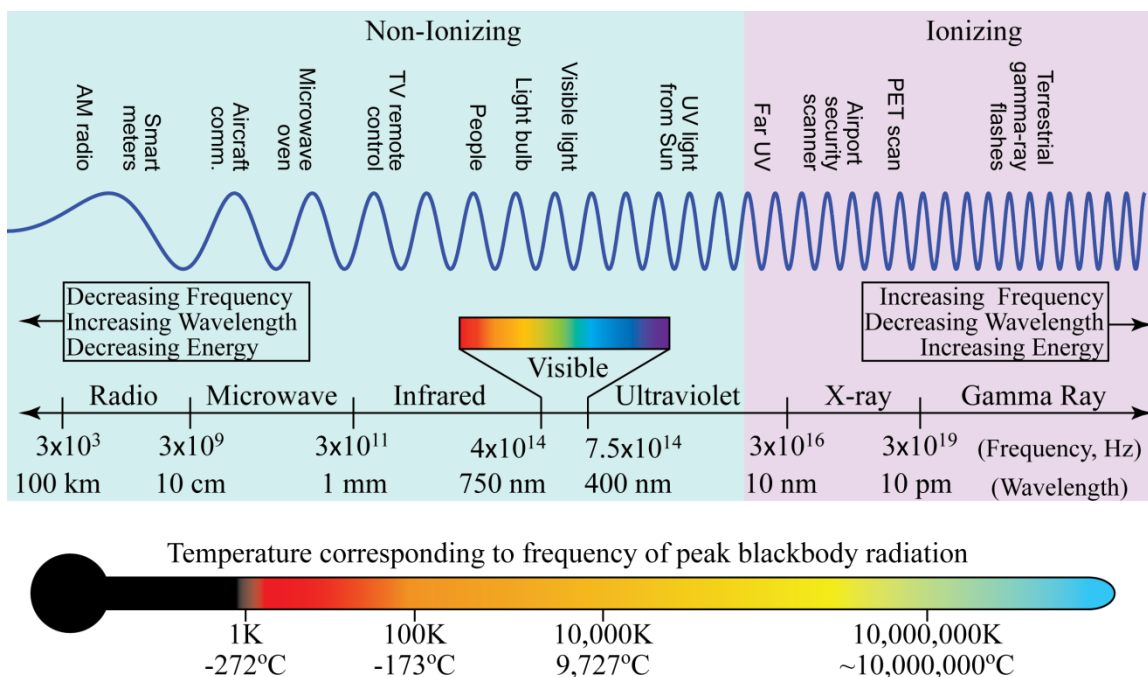 Non-Ionizing
Ionizing
AM radio
Smart
meters
Aircraft
comm.
Microwave
oven
TV remote
control
People
Light bulb
Visible light
UV light
from Sun
Far UV
Airport
security
scanner
PET scan
Terrestrial
gamma-ray
flashes
Decreasing Frequency
Increasing Wavelength
Decreasing Energy
Increasing Frequency
Decreasing Wavelength
Increasing Energy
Visible
Radio Microwave Infrared Ultraviolet X-ray Gamma Ray
3x10³ 3x10⁹ 3x10¹¹ 4x10¹⁴ 7.5x10¹⁴ 3x10¹⁶ 3x10¹⁹ (Frequency, Hz)
100 km 10 cm 1 mm 750 nm 400 nm 10 nm 10 pm (Wavelength)
Temperature corresponding to frequency of peak blackbody radiation
1K 100K 10,000K 10,000,000K
-272ºC -173ºC 9,727ºC ~10,000,000ºC